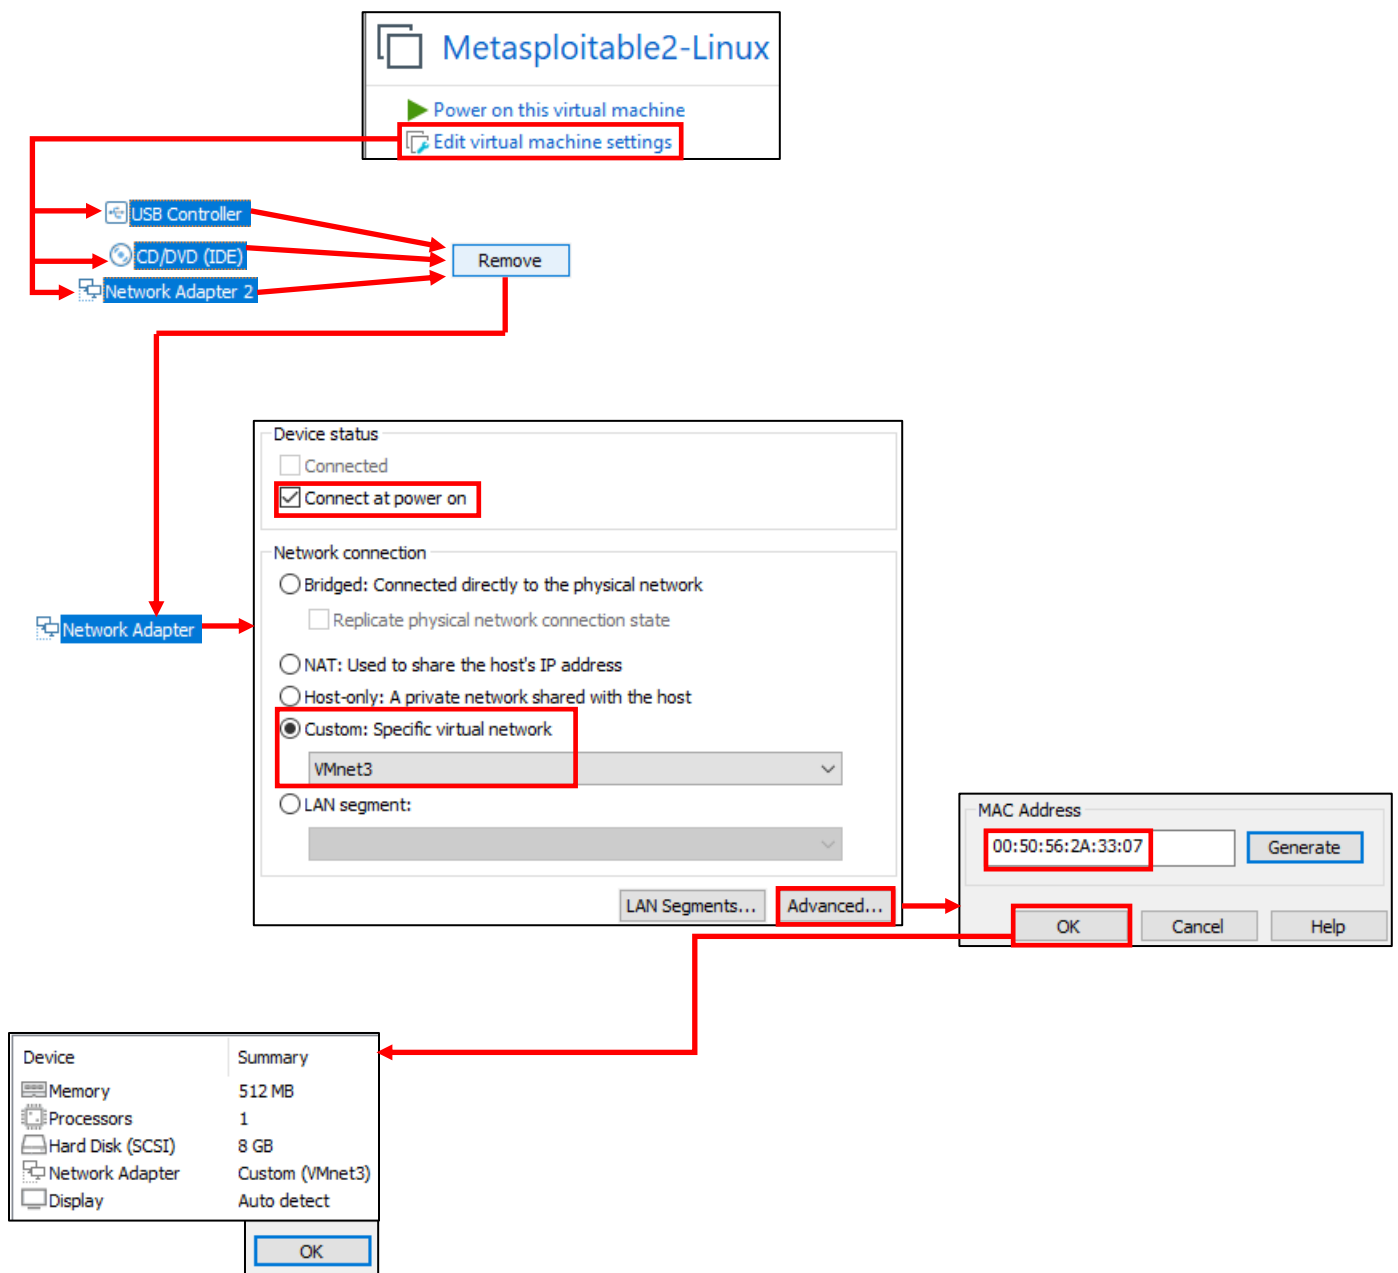 Metasploitable2-Linux
Power on this virtual machine
Edit virtual machine settings
USB Controller
CD/DVD (IDE)
Remove
Network Adapter 2
Device status
Connected
Connect at power on
Network connection
Bridged: Connected directly to the physical network
Replicate physical network connection state
Network Adapter
NAT: Used to share the host's IP address
Host-only: A private network shared with the host
Custom: Specific virtual network
VMnet3
LAN segment:
LAN Segments... Advanced...
MAC Address
00:50:56:2A:33:07 Generate
OK Cancel Help
Device Summary
Memory 512 MB
Processors 1
Hard Disk (SCSI) 8 GB
Network Adapter Custom (VMnet3)
Display Auto detect
OK